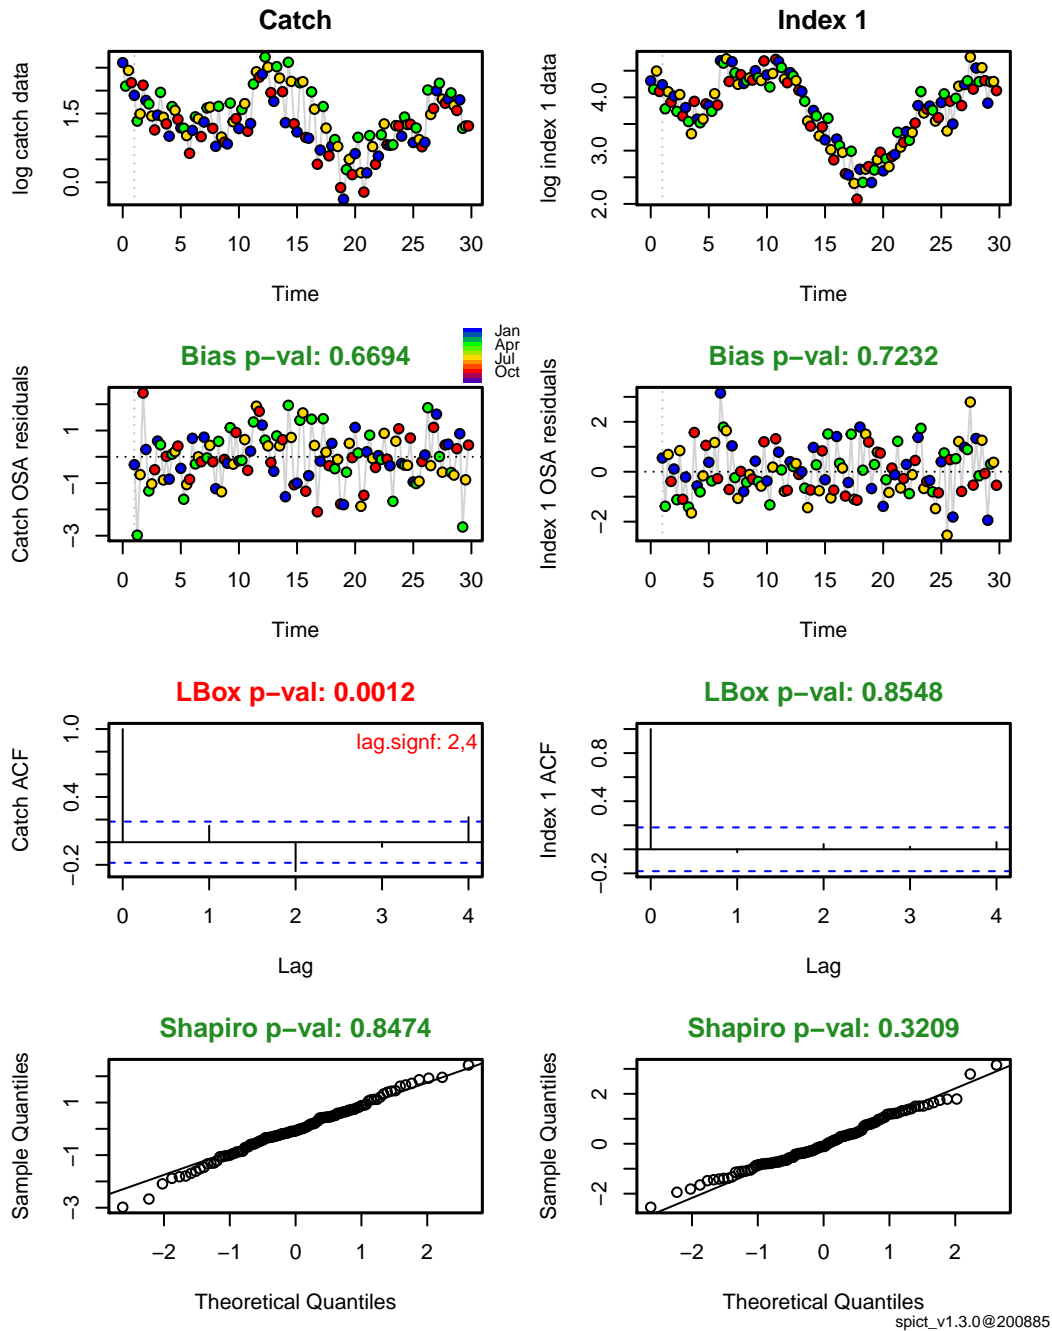 Catch
Index 1
log catch data
0.0 1.5
0 5 10 15 20 25 30
Time
log index 1 data
2.0 3.0 4.0
0 5 10 15 20 25 30
Time
Jan
Apr
Jul
Oct
Bias p−val: 0.6694
Catch OSA residuals
−3 −1 1
0 5 10 15 20 25 30
Time
Bias p−val: 0.7232
Index 1 OSA residuals
−2 0 2
0 5 10 15 20 25 30
Time
LBox p−val: 0.0012
lag.signf: 2,4
Catch ACF
−0.2 0.4 1.0
0 1 2 3 4
Lag
LBox p−val: 0.8548
Index 1 ACF
−0.2 0.4 0.8
0 1 2 3 4
Lag
Shapiro p−val: 0.8474
Sample Quantiles
−3 −1 1
−2 −1 0 1 2
Theoretical Quantiles
Shapiro p−val: 0.3209
Sample Quantiles
−2 0 2
−2 −1 0 1 2
Theoretical Quantiles
spict_v1.3.0@200885